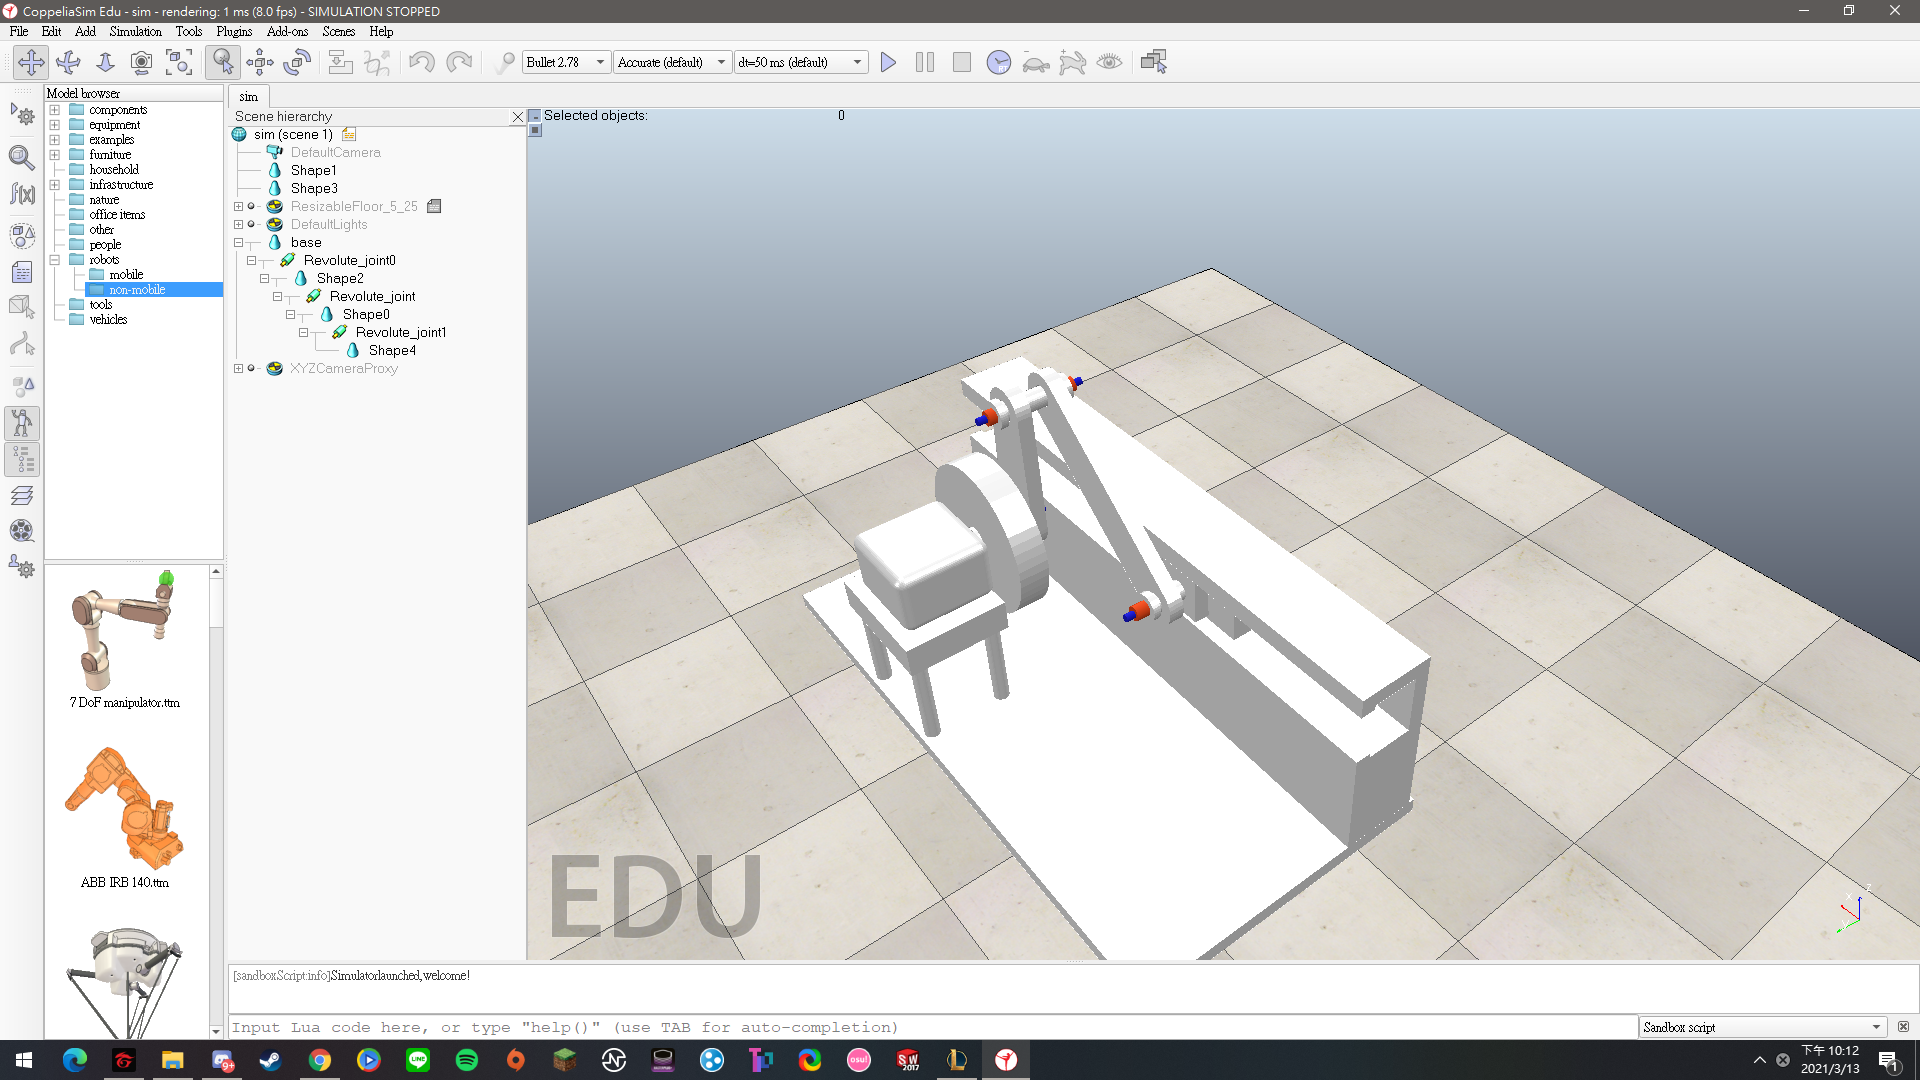 CoppeliaSim Edu - sim - rendering: 1 ms (8.0 fps) - SIMULATION STOPPED
File Edit Add Simulation Tools Plugins Add-ons Scenes Help
Bullet 2.78 Accurate (default) dt=50 ms (default)
Model browser
components
equipment
examples
furniture
household
infrastructure
nature
office items
other
people
robots
mobile
non-mobile
tools
vehicles
7 DoF manipulator.ttm
ABB IRB 140.ttm
sim
Scene hierarchy
sim (scene 1)
DefaultCamera
Shape1
Shape3
ResizableFloor_5_25
DefaultLights
base
Revolute_joint0
Shape2
Revolute_joint
Shape0
Revolute_joint1
Shape4
XYZCameraProxy
Selected objects: 0
EDU
[sandboxScript:info]Simulatorlaunched,welcome!
Input Lua code here, or type "help()" (use TAB for auto-completion)
Sandbox script
下午 10:12
2021/3/13